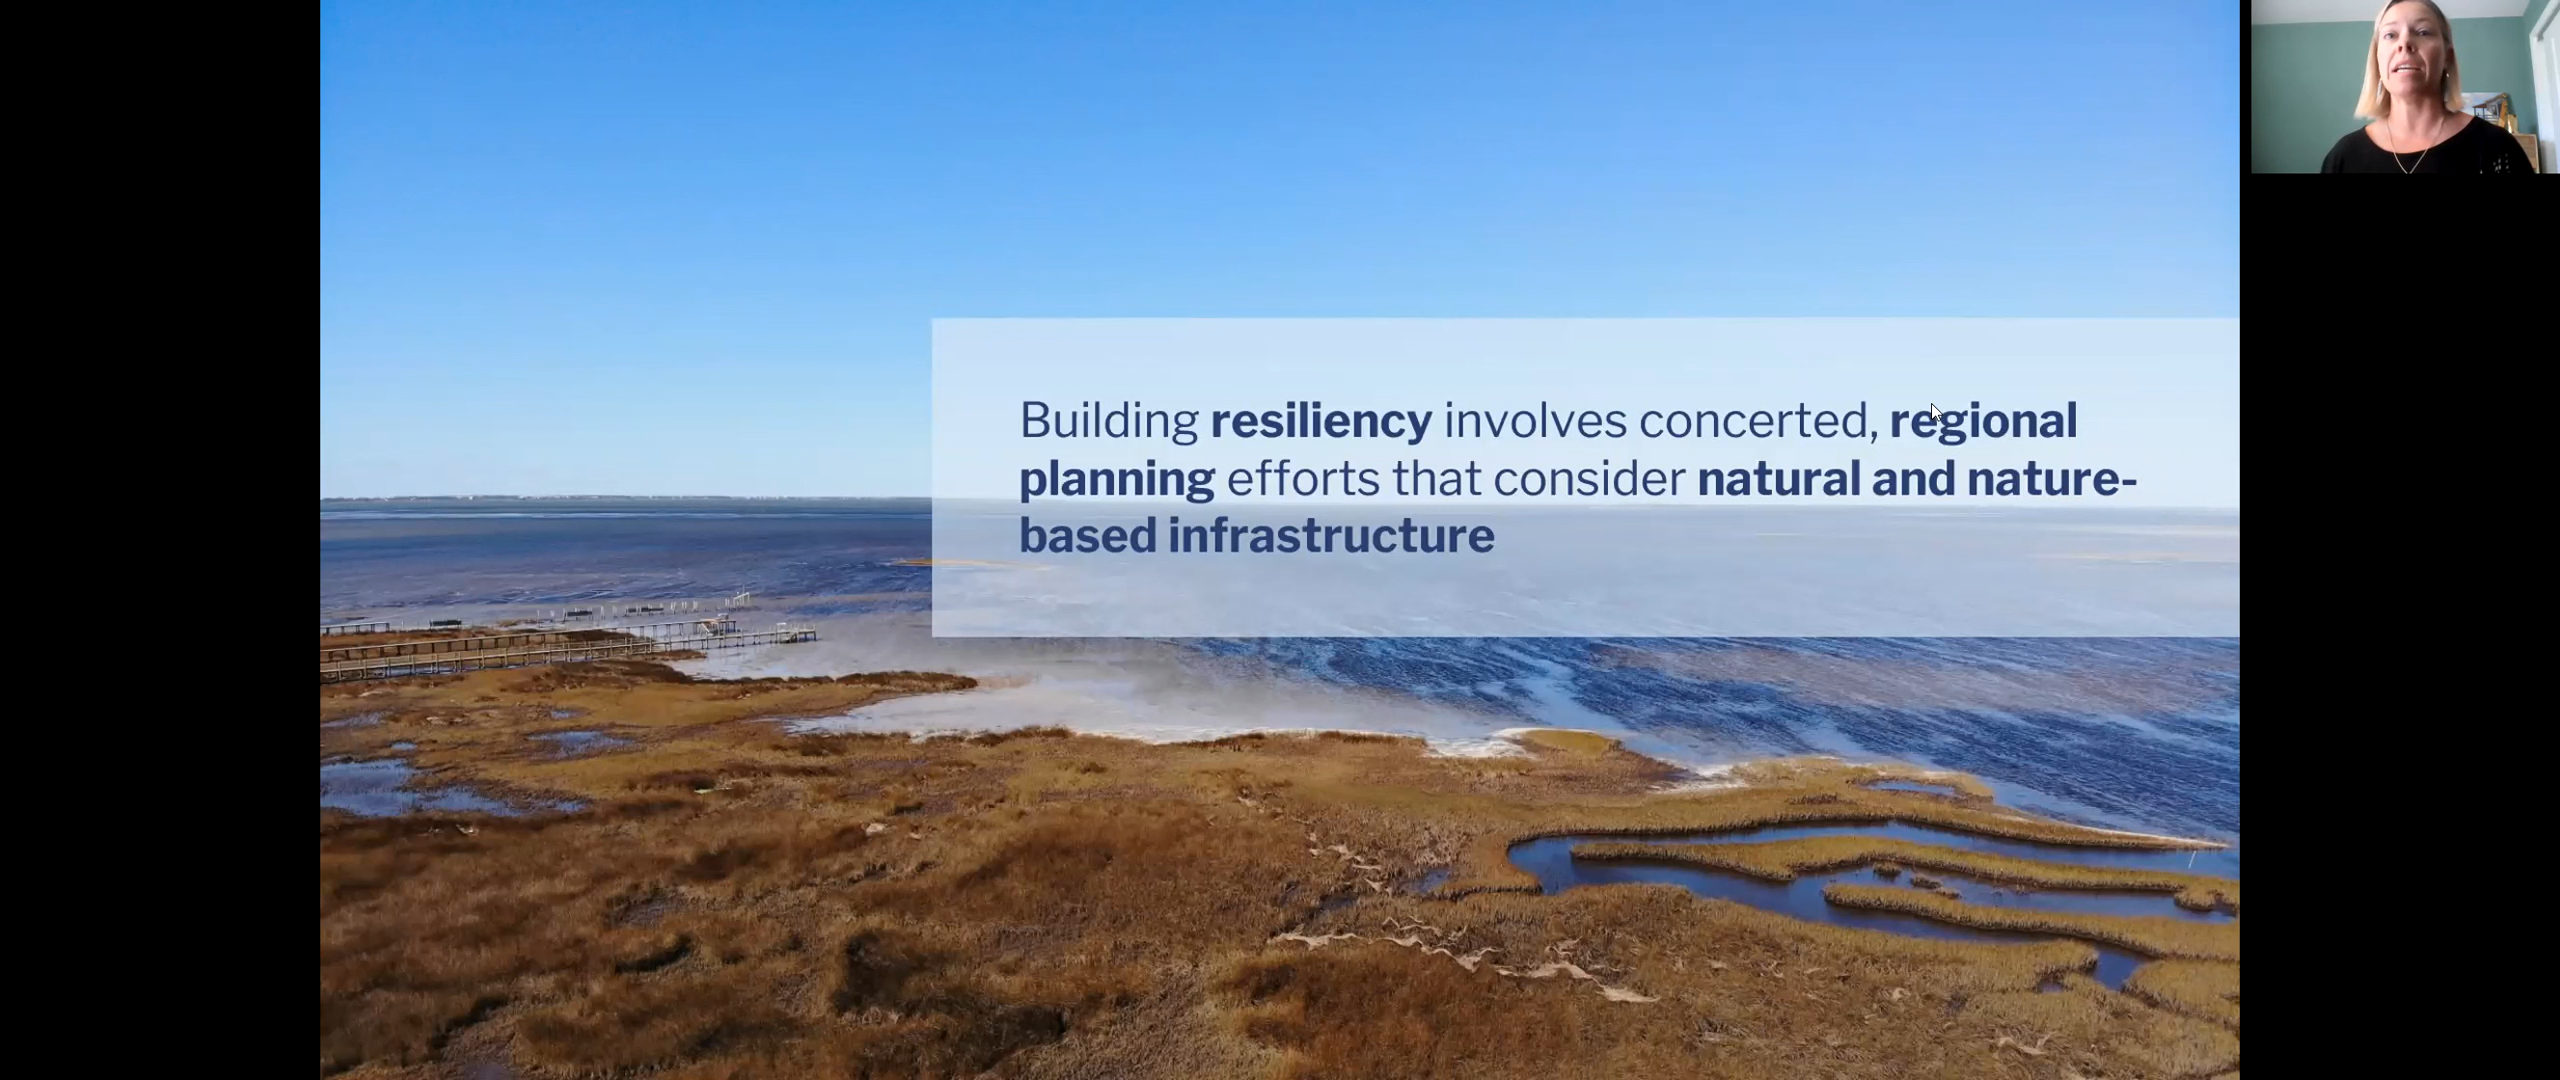 Building resiliency involves concerted, regional
planning efforts that consider natural and nature-
based infrastructure